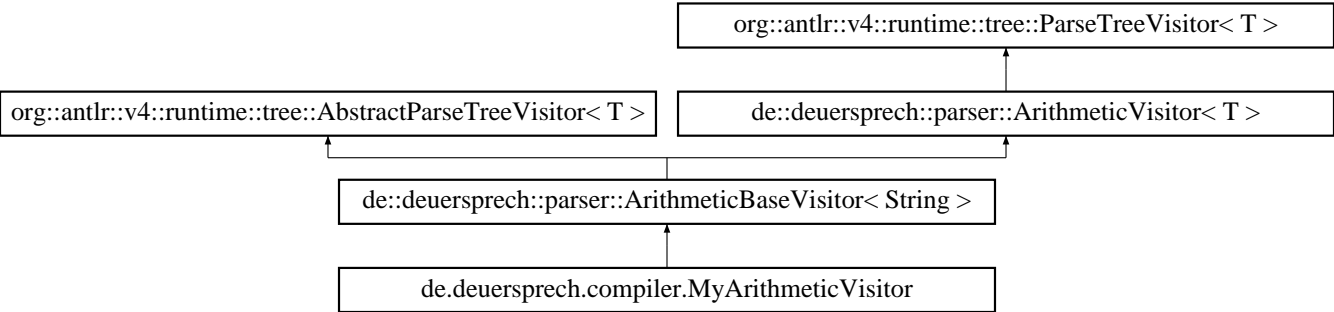 org::antlr::v4::runtime::tree::ParseTreeVisitor< T >
org::antlr::v4::runtime::tree::AbstractParseTreeVisitor< T >
de::deuersprech::parser::ArithmeticVisitor< T >
de::deuersprech::parser::ArithmeticBaseVisitor< String >
de.deuersprech.compiler.MyArithmeticVisitor